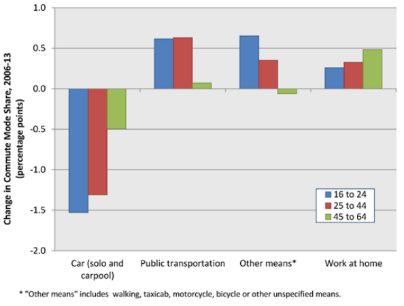 Change in Commute Mode Share, 2006-13
(percentage points)
1.0
0.5
0.0
-0.5
-1.0
-1.5
-2.0
16 to 24
25 to 44
45 to 64
Car (solo and
carpool)
Public transportation
Other means*
Work at home
* "Other means" includes walking, taxicab, motorcycle, bicycle or other unspecified means.